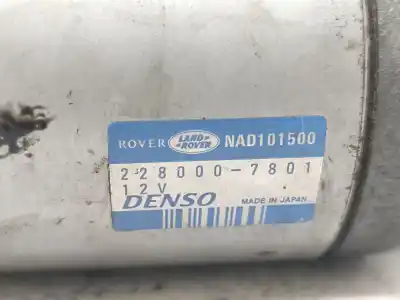 ROVER LAND-ROVER NAD101500
228000-7801
12V
DENSO MADE IN JAPAN